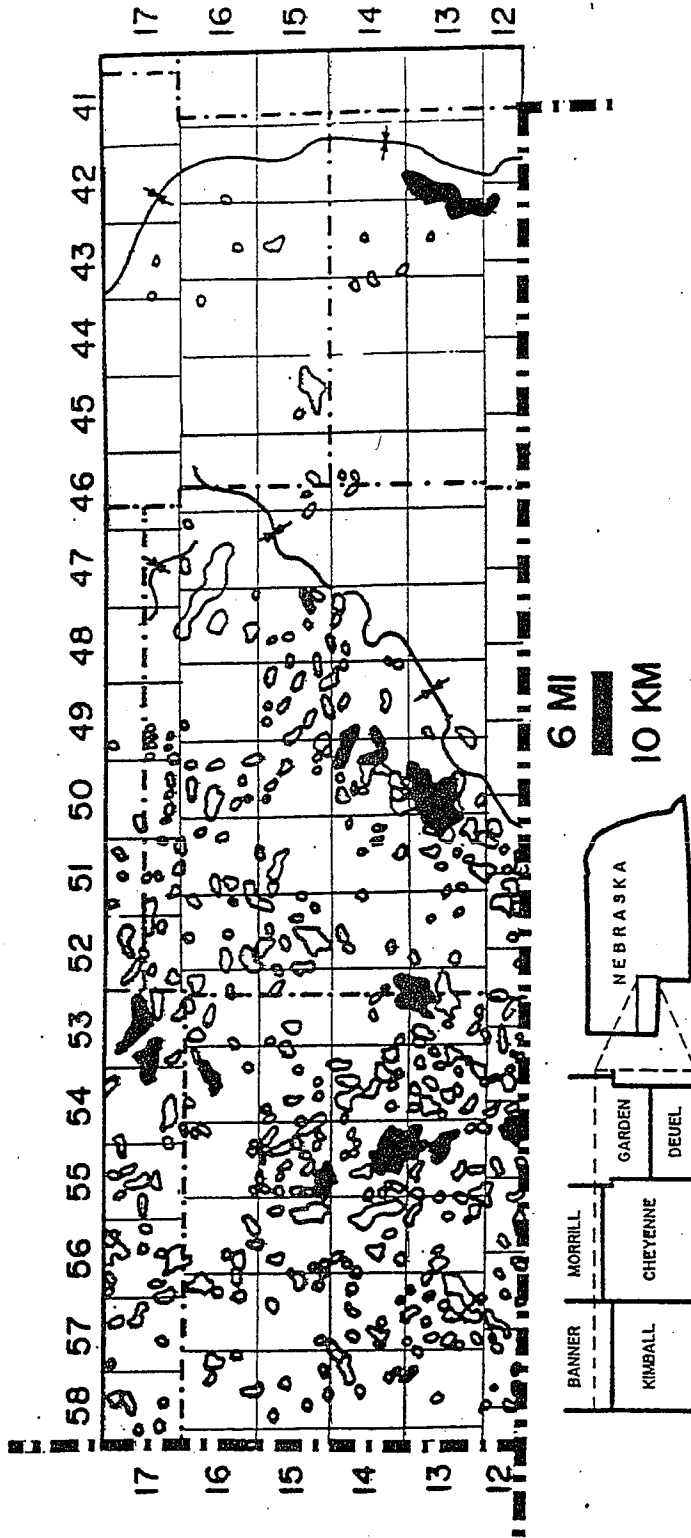 58 57 56 55 54 53 52 51 50 49 48 47 46 45 44 43 42 41
17 17
16 16
15 15
14 14
13 13
12 12
6 MI
10 KM
NEBRASKA
BANNER MORRILL
GARDEN
KIMBALL CHEYENNE DEUEL